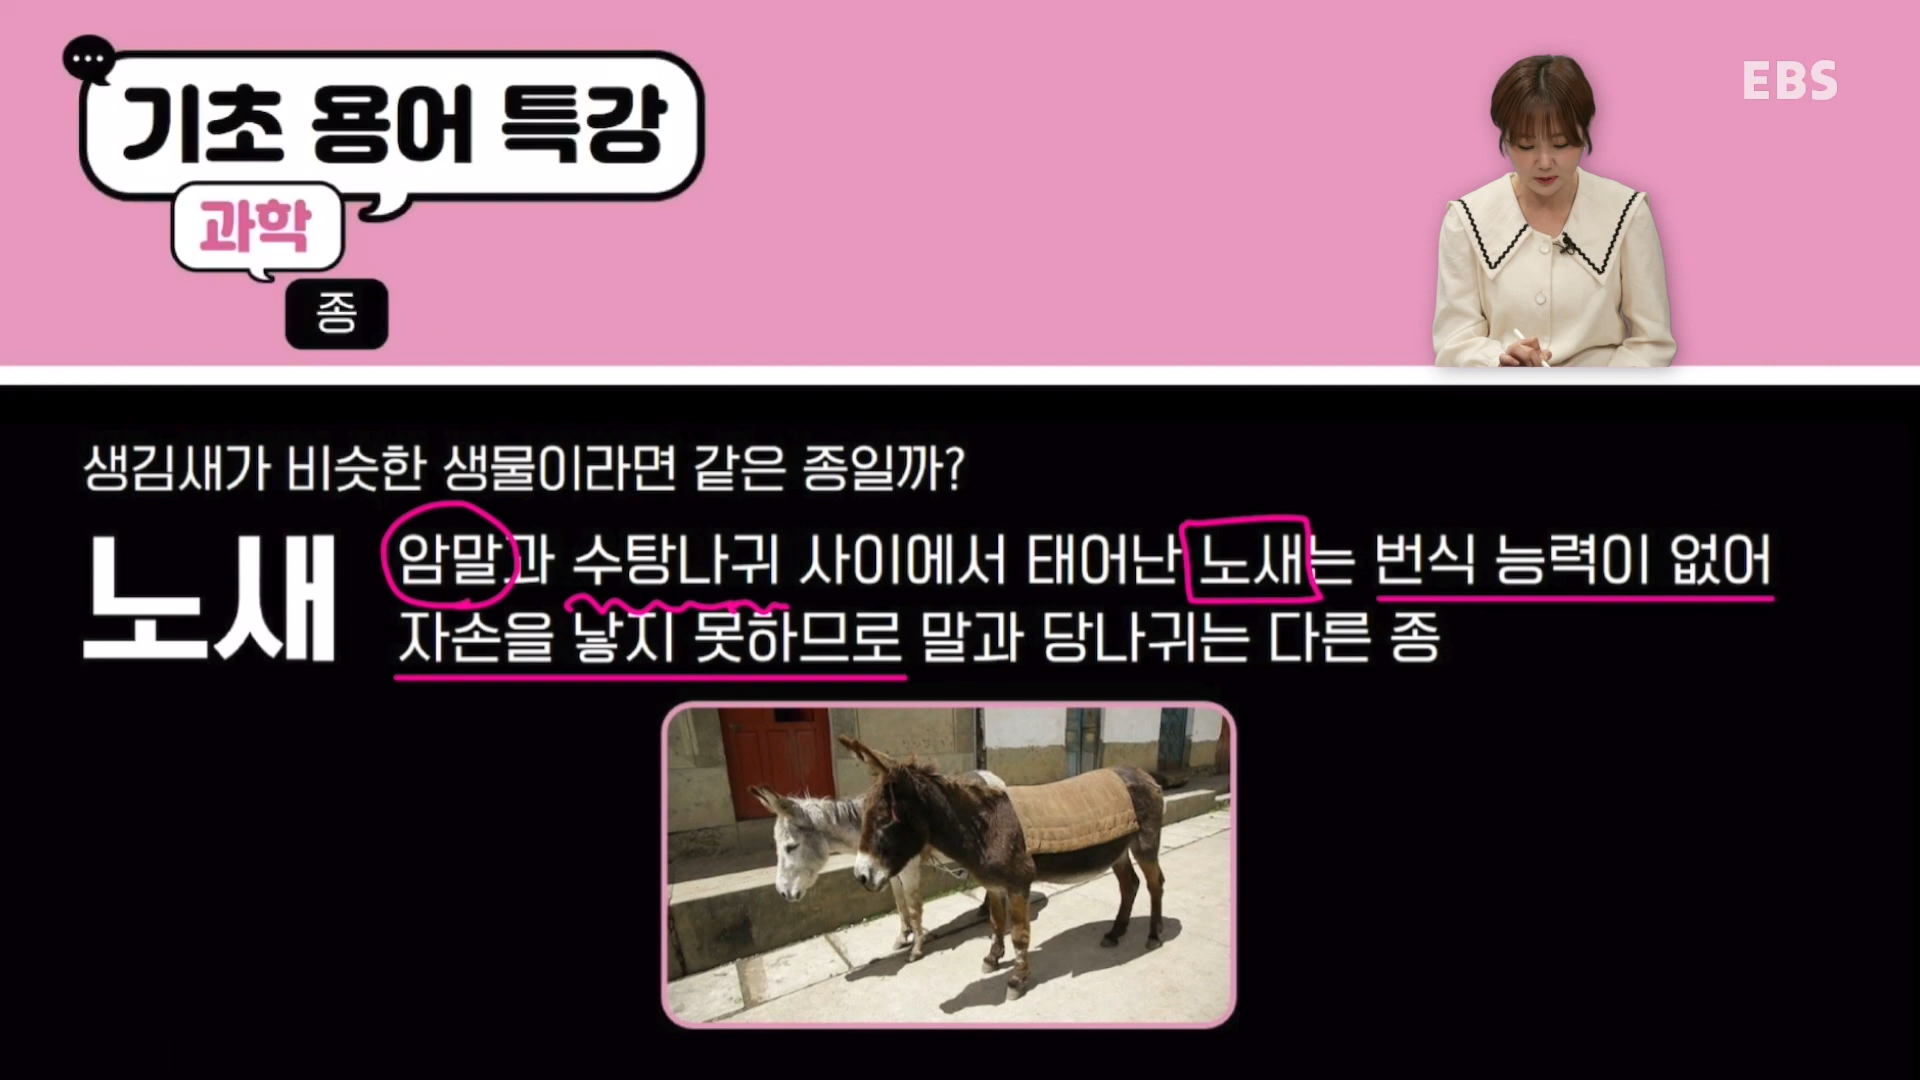 기초 용어 특강
과학
종
EBS
생김새가 비슷한 생물이라면 같은 종일까?
노새
암말과 수탕나귀 사이에서 태어난 노새는 번식 능력이 없어
자손을 낳지 못하므로 말과 당나귀는 다른 종